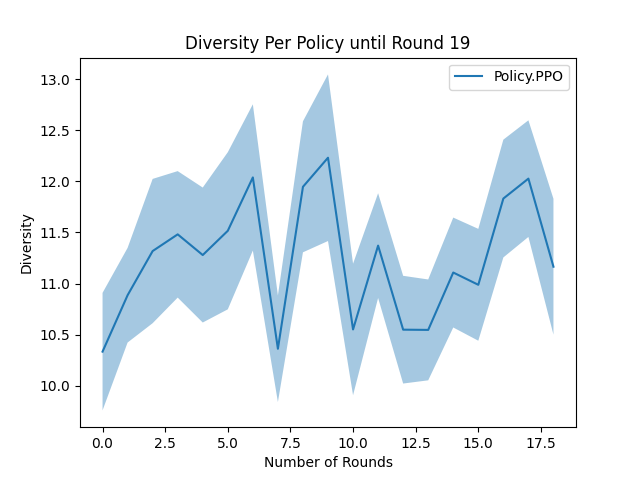 Diversity Per Policy until Round 19
Policy.PPO
Diversity
13.0
12.5
12.0
11.5
11.0
10.5
10.0
0.0 2.5 5.0 7.5 10.0 12.5 15.0 17.5
Number of Rounds